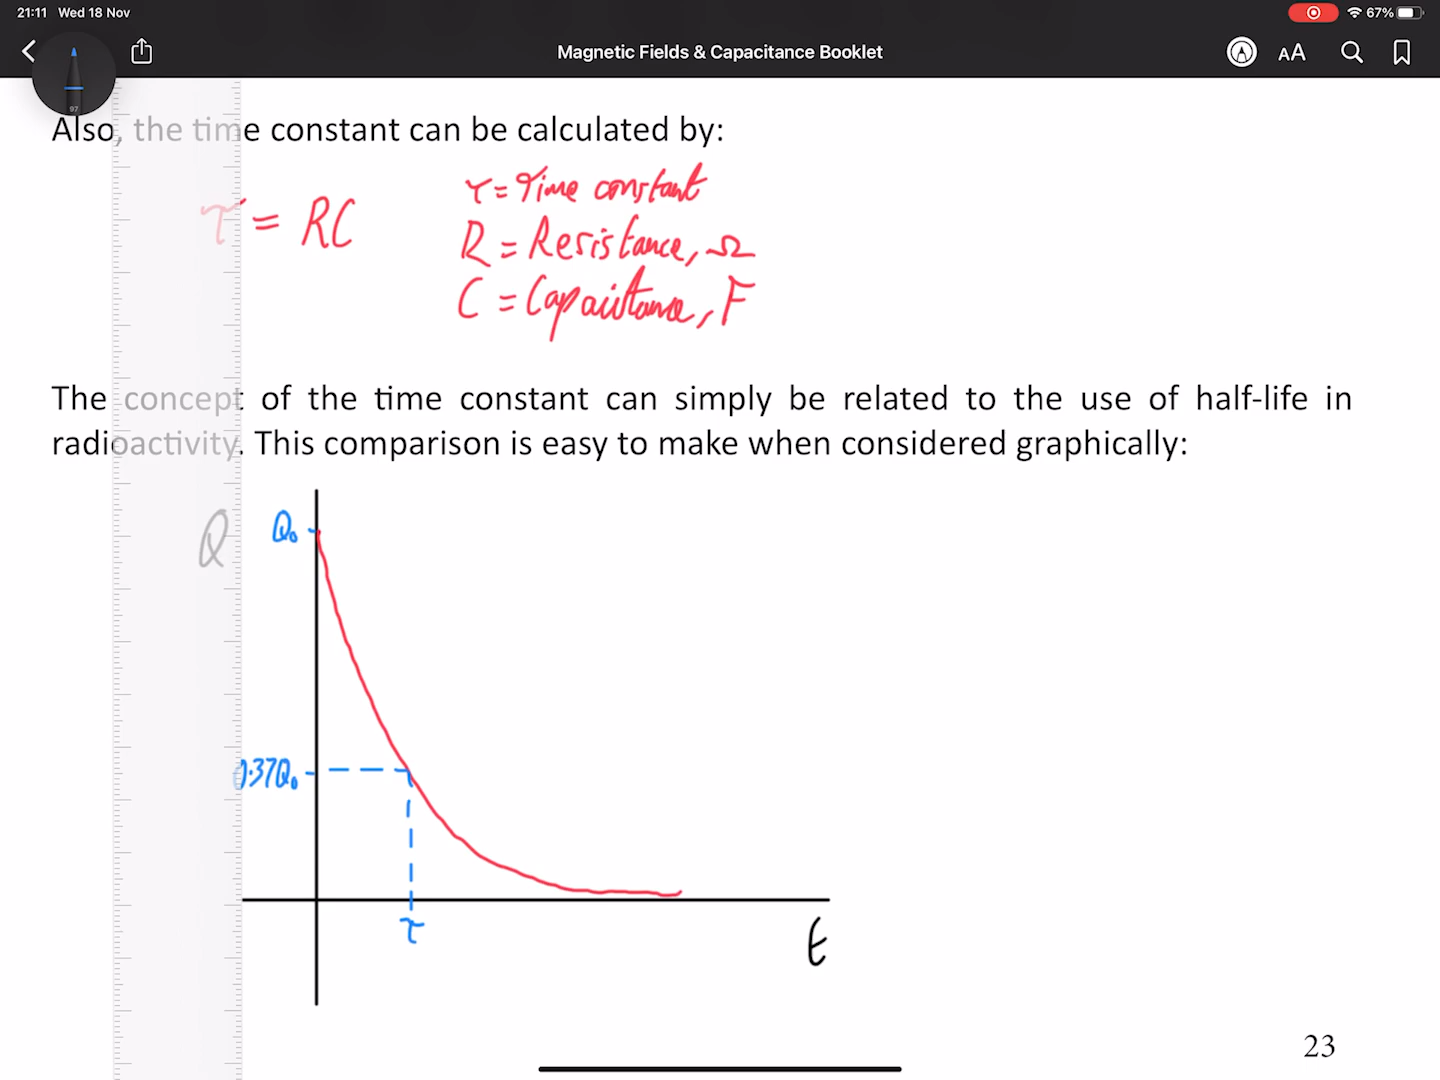 21:11 Wed 18 Nov 67%
Magnetic Fields & Capacitance Booklet AA
97
Also, the time constant can be calculated by:
τ = RC
τ = Time constant
R = Resistance, Ω
C = Capacitance, F
The concept of the time constant can simply be related to the use of half-life in
radioactivity. This comparison is easy to make when considered graphically:
Q
Q₀
0.37Q₀
τ
t
23